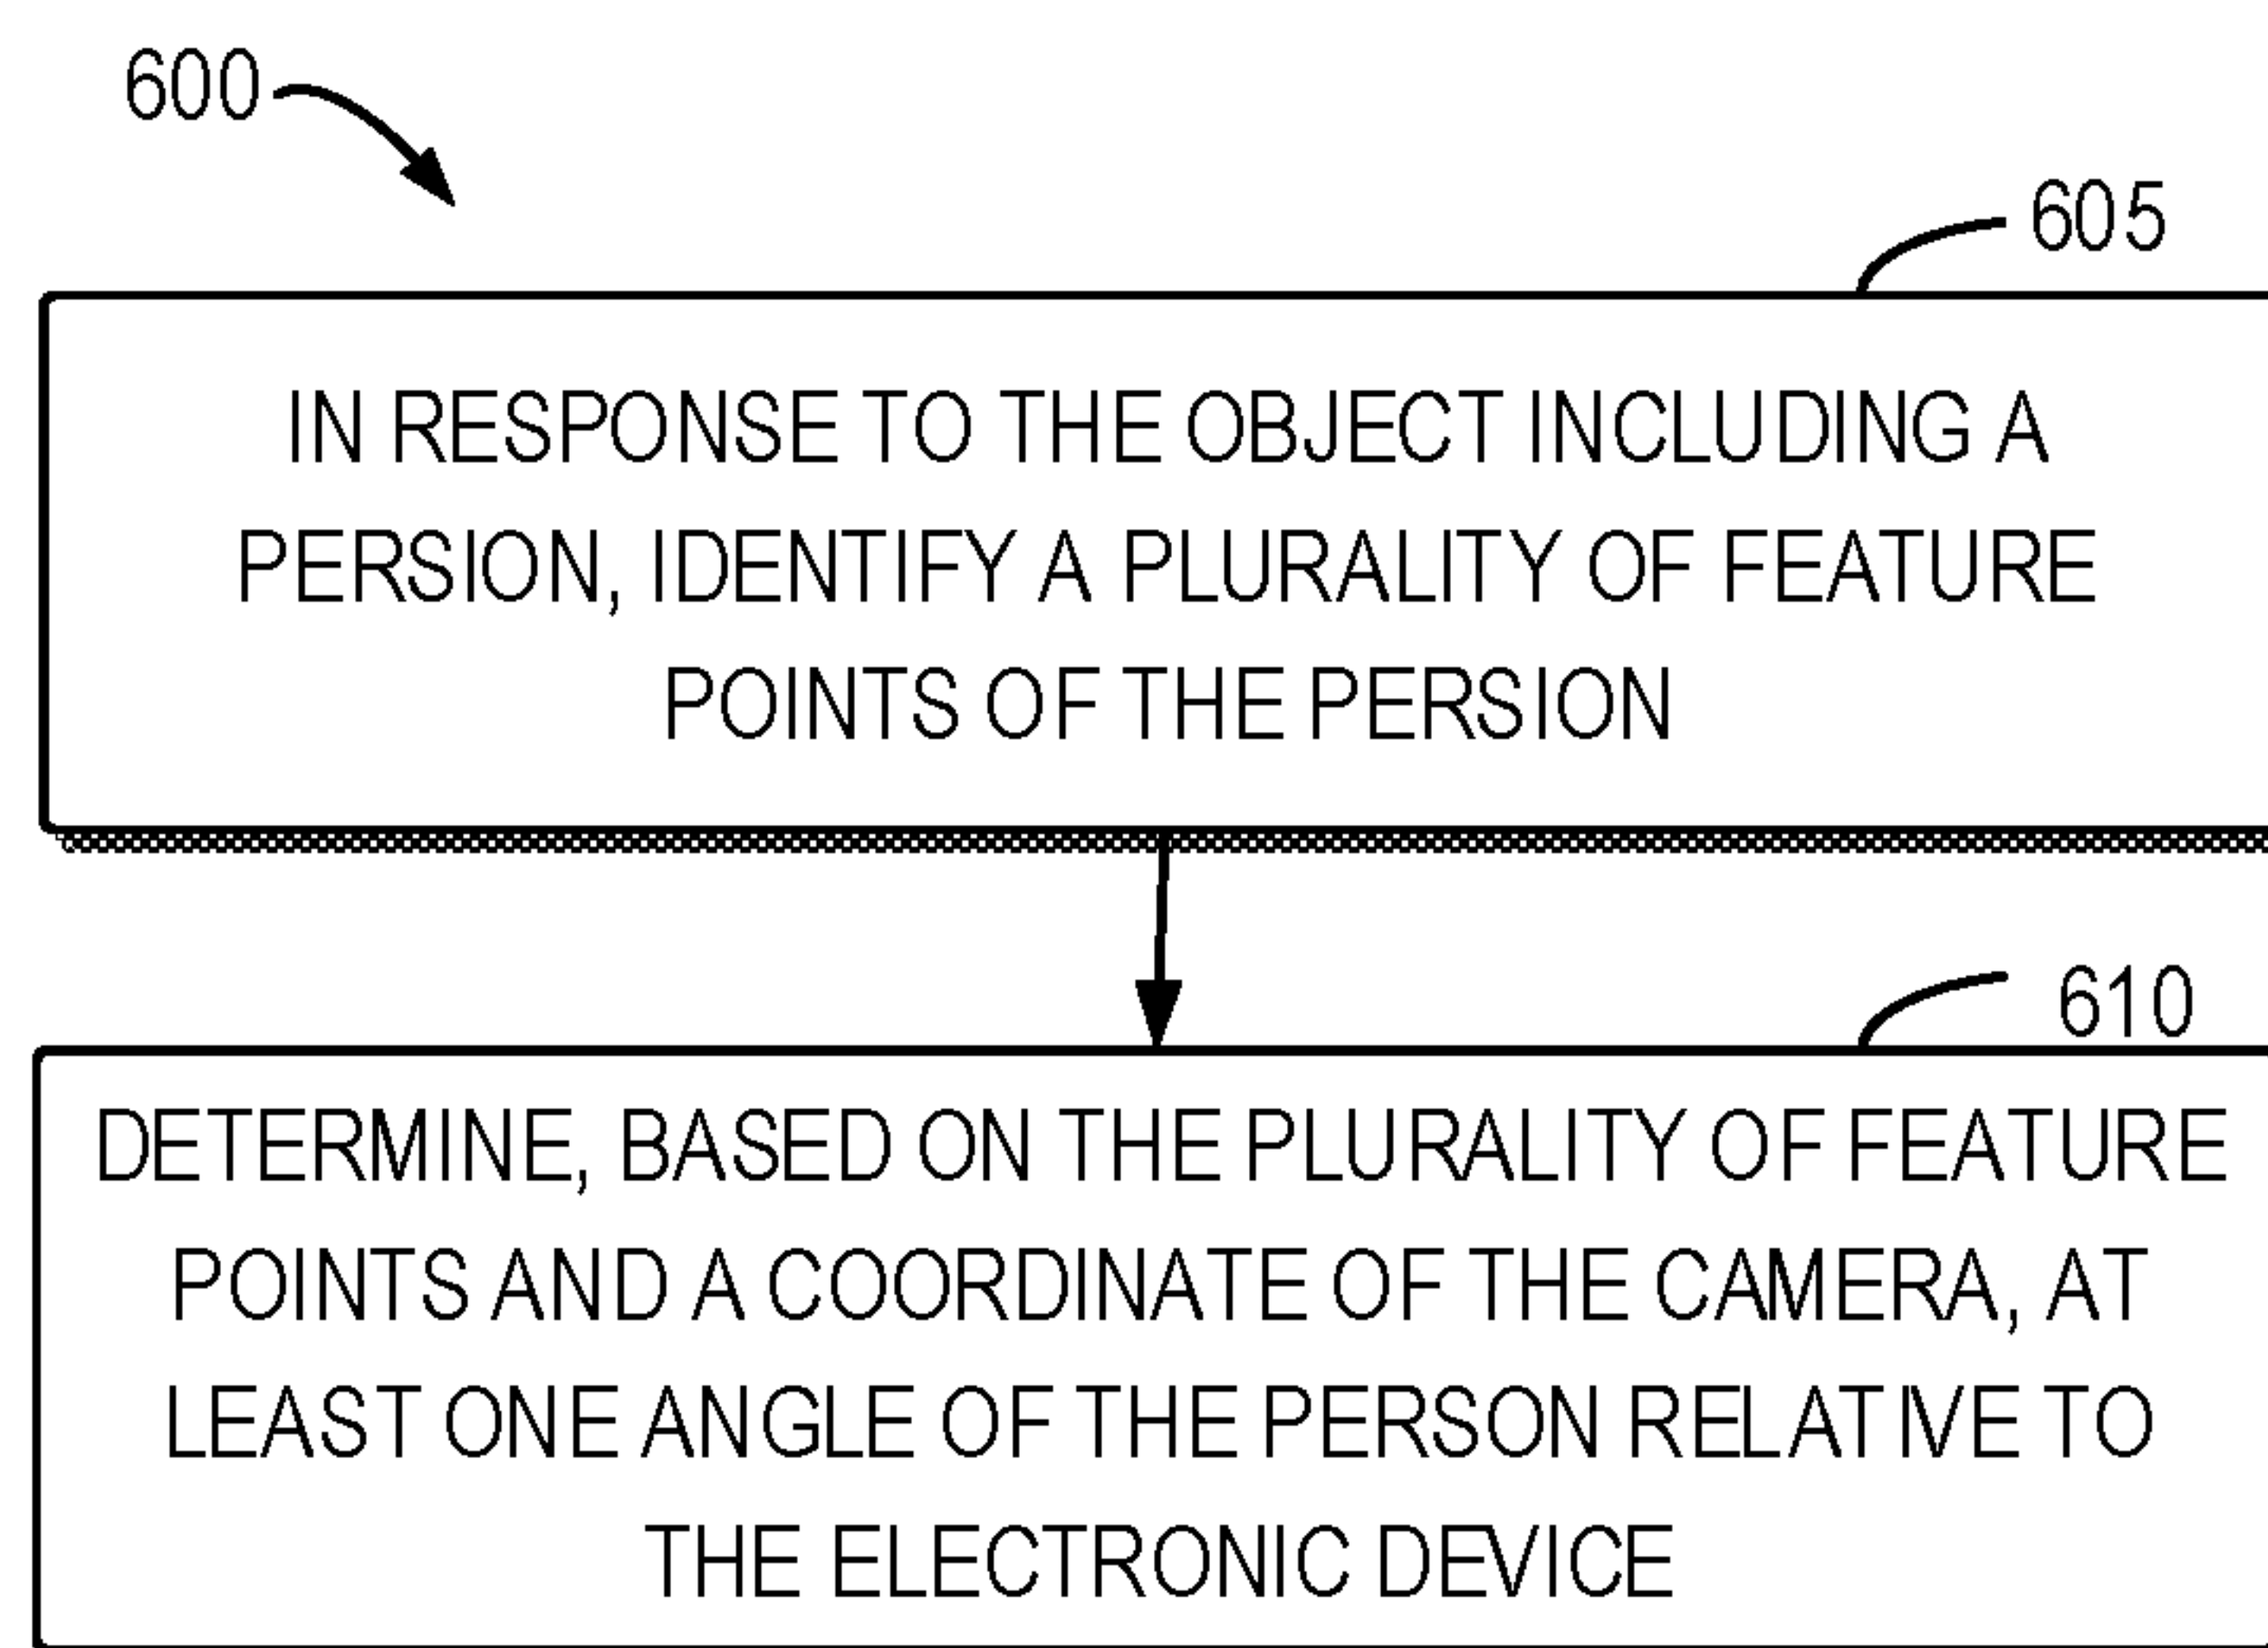 600
605
IN RESPONSE TO THE OBJECT INCLUDING A
PERSION, IDENTIFY A PLURALITY OF FEATURE
POINTS OF THE PERSION
610
DETERMINE, BASED ON THE PLURALITY OF FEATURE
POINTS AND A COORDINATE OF THE CAMERA, AT
LEAST ONE ANGLE OF THE PERSON RELATIVE TO
THE ELECTRONIC DEVICE